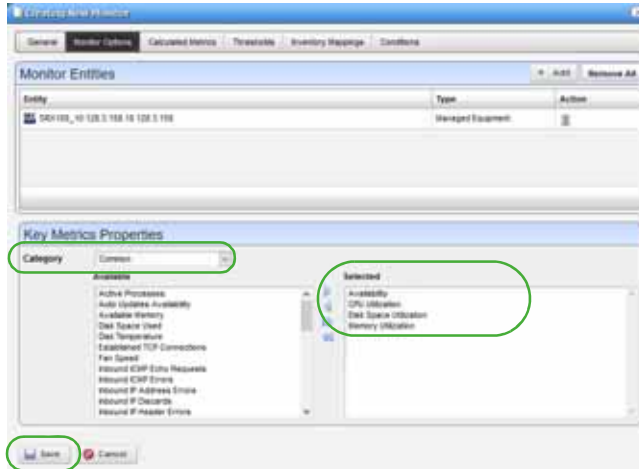 Creating New Monitor
General Monitor Options Calculated Metrics Thresholds Inventory Mappings Conditions
Monitor Entities
+ Add Remove All
Entity Type Action
Managed Equipment
Key Metrics Properties
Category Common
Available Selected
Active Processes
Auto Updates Availability
Available Memory
Disk Space Used
Disk Temperature
Established TCP Connections
Fan Speed
Inbound ICMP Echo Requests
Inbound ICMP Errors
Inbound IP Address Errors
Inbound IP Discards
Inbound IP Header Errors
Availability
CPU Utilization
Disk Space Utilization
Memory Utilization
Save Cancel